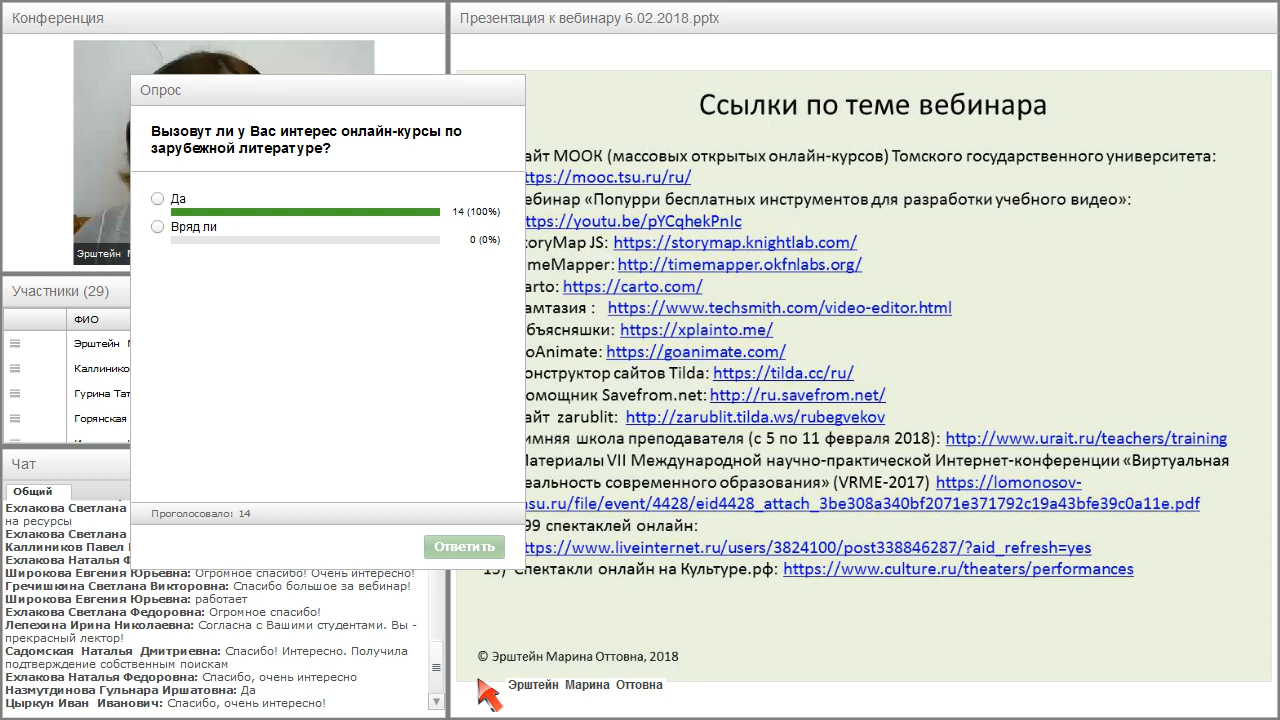 Конференция
Эрштейн
Участники (29)
ФИО
Эрштейн
Гурина
Горянская
Чат
Общий
Ехлакова Светлана
на ресурсы
Ехлакова Светлана
Каллиников Павел
Ехлакова Наталья
Широкова Евгения Юрьевна: Огромное спасибо! Очень интересно!
Гречишкина Светлана Викторовна: Спасибо большое за вебинар!
Широкова Евгения Юрьевна: работает
Ехлакова Светлана Федоровна: Огромное спасибо!
Лепехина Ирина Николаевна: Согласна с Вашими студентами. Вы -
прекрасный лектор!
Садомская Наталья Дмитриевна: Спасибо! Интересно. Получила
подтверждение собственным поискам
Ехлакова Наталья Федоровна: Спасибо, очень интересно
Назмутдинова Гульнара Иршатовна: Да
Цыркун Иван Иванович: Спасибо, очень интересно!
Опрос
Вызовут ли у Вас интерес онлайн-курсы по
зарубежной литературе?
Да
14 (100%)
Вряд ли
0 (0%)
Проголосовало: 14
Ответить
Презентация к вебинару 6.02.2018.pptx
Ссылки по теме вебинара
айт МООК (массовых открытых онлайн-курсов) Томского государственного университета:
ttps://mooc.tsu.ru/ru/
ебинар «Попурри бесплатных инструментов для разработки учебного видео»:
ttps://youtu.be/pYCqhekPnIc
toryMap JS: https://storymap.knightlab.com/
meMapper: http://timemapper.okfnlabs.org/
arto: https://carto.com/
амтазия : https://www.techsmith.com/video-editor.html
бъясняшки: https://xplainto.me/
oAnimate: https://goanimate.com/
онструктор сайтов Tilda: https://tilda.cc/ru/
омощник Savefrom.net: http://ru.savefrom.net/
айт zarublit: http://zarublit.tilda.ws/rubegvekov
имняя школа преподавателя (с 5 по 11 февраля 2018): http://www.urait.ru/teachers/training
Материалы VII Международной научно-практической Интернет-конференции «Виртуальная
еальность современного образования» (VRME-2017) https://lomonosov-
msu.ru/file/event/4428/eid4428_attach_3be308a340bf2071e371792c19a43bfe39c0a11e.pdf
99 спектаклей онлайн:
ttps://www.liveinternet.ru/users/3824100/post338846287/?aid_refresh=yes
15) Спектакли онлайн на Культуре.рф: https://www.culture.ru/theaters/performances
© Эрштейн Марина Оттовна, 2018
Эрштейн Марина Оттовна